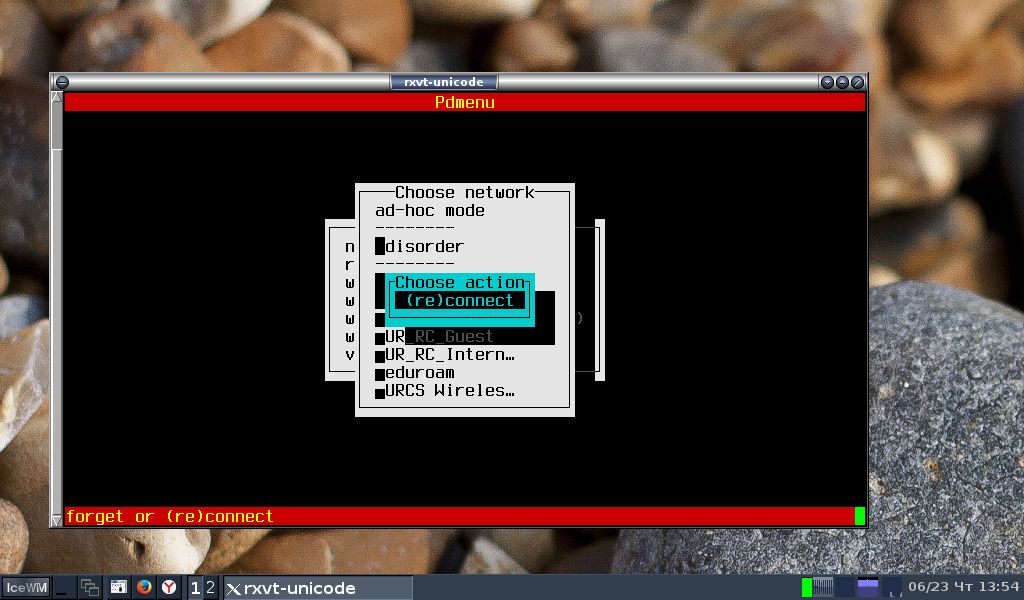 rxvt-unicode
Pdmenu
Choose network
ad-hoc mode
--------
n
disorder
r
--------
w
Choose action
w
(re)connect
w
)
w
UR_RC_Guest
v
UR_RC_Intern…
eduroam
URCS Wireles…
forget or (re)connect
IceWM
1 2
X rxvt-unicode
06/23 Чт 13:54